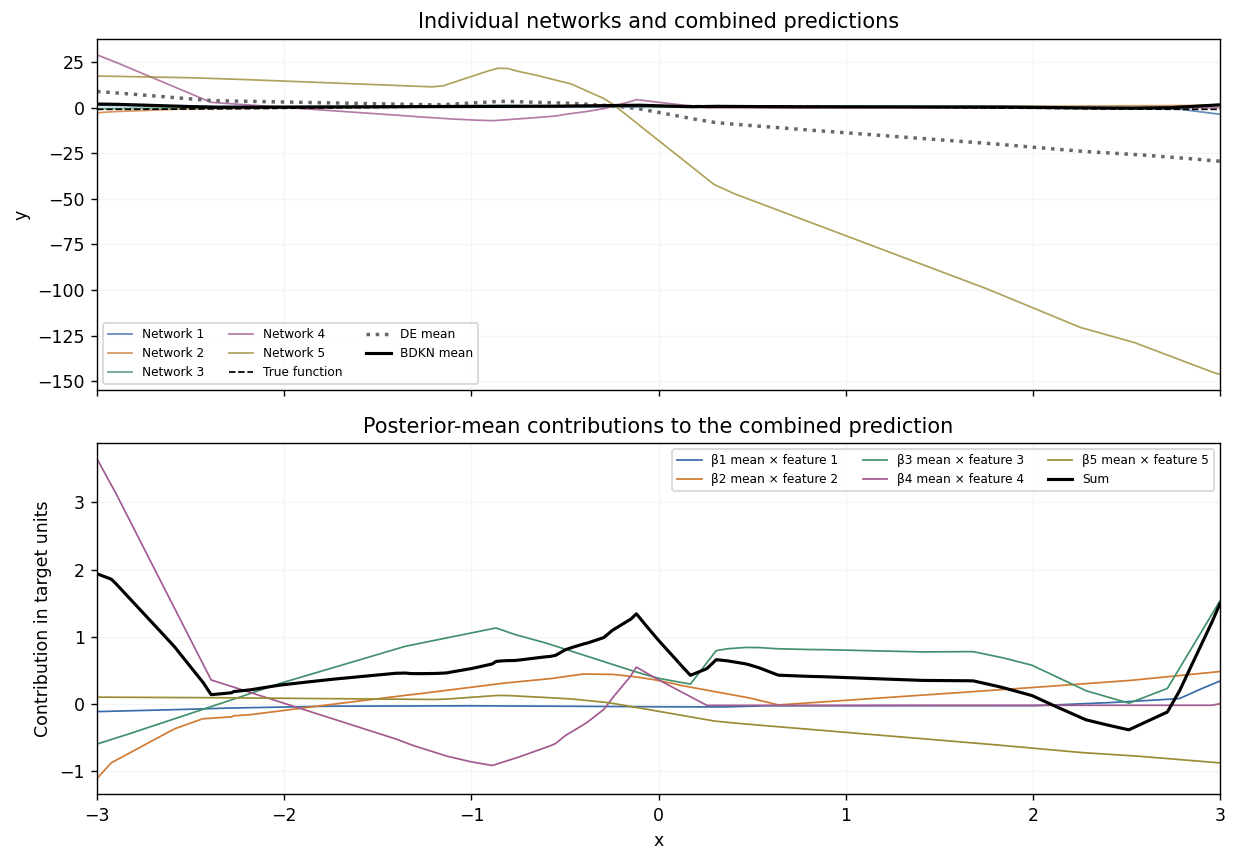 Individual networks and combined predictions
25
0
−25
−50
−75
−100
−125
−150
y
Network 1 Network 4 DE mean
Network 2 Network 5 BDKN mean
Network 3 True function
Posterior-mean contributions to the combined prediction
β1 mean × feature 1 β3 mean × feature 3 β5 mean × feature 5
β2 mean × feature 2 β4 mean × feature 4 Sum
3
2
1
0
−1
Contribution in target units
−3 −2 −1 0 1 2 3
x